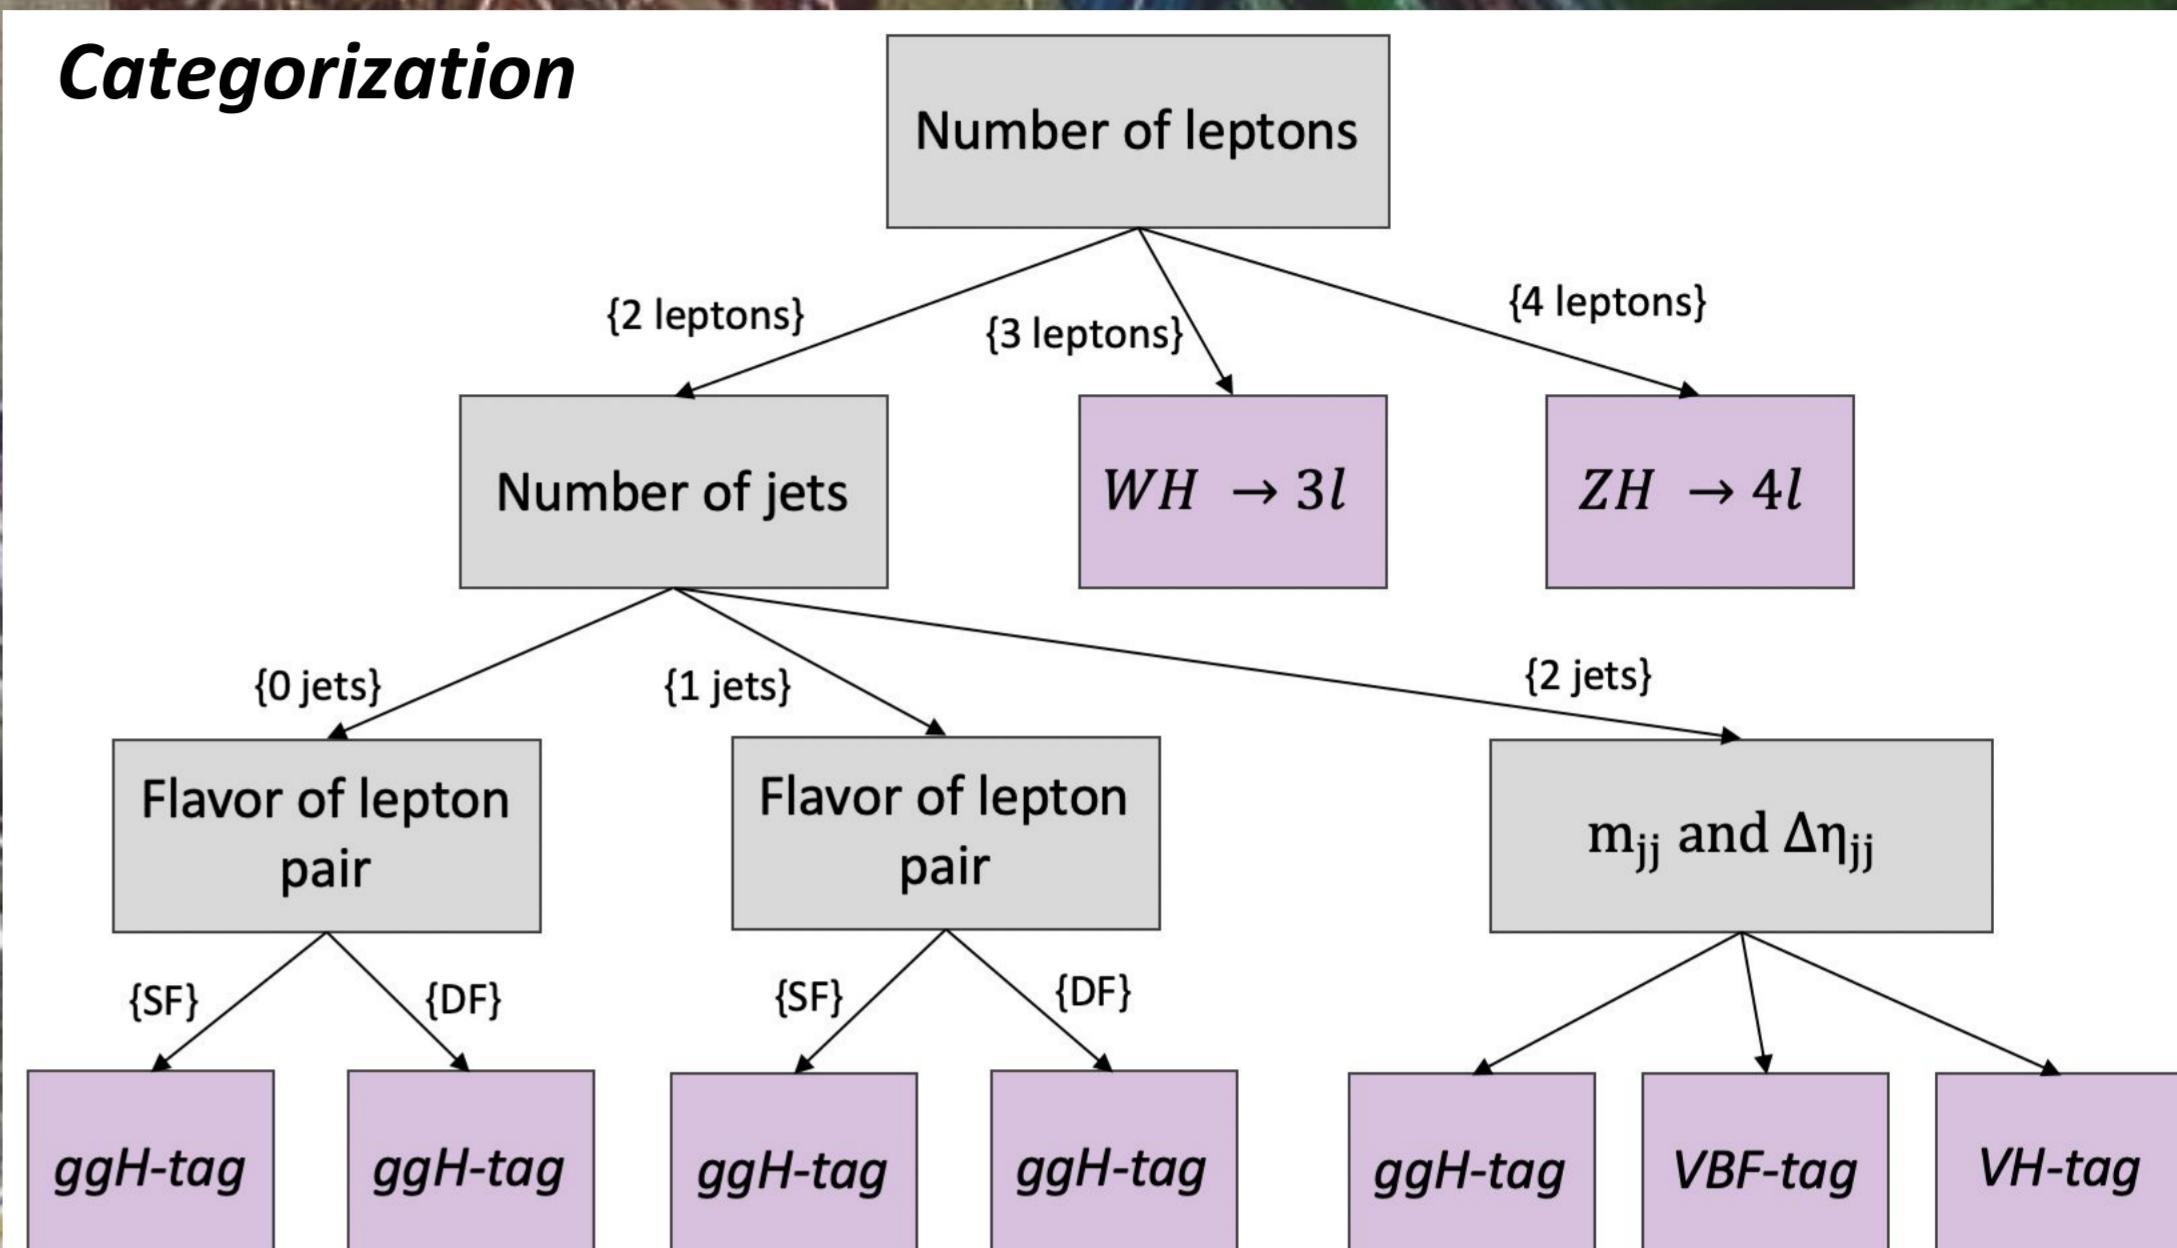 Categorization
Number of leptons
{2 leptons}
{3 leptons}
{4 leptons}
Number of jets
WH → 3l
ZH → 4l
{0 jets}
{1 jets}
{2 jets}
Flavor of lepton
pair
Flavor of lepton
pair
mjj and Δηjj
{SF}
{DF}
{SF}
{DF}
ggH-tag
ggH-tag
ggH-tag
ggH-tag
ggH-tag
VBF-tag
VH-tag